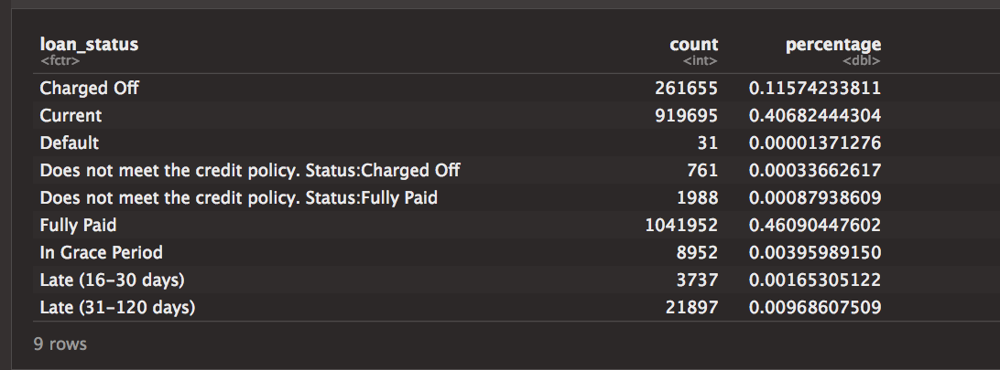 loan_status count percentage
<fctr> <int> <dbl>
Charged Off 261655 0.11574233811
Current 919695 0.40682444304
Default 31 0.00001371276
Does not meet the credit policy. Status:Charged Off 761 0.00033662617
Does not meet the credit policy. Status:Fully Paid 1988 0.00087938609
Fully Paid 1041952 0.46090447602
In Grace Period 8952 0.00395989150
Late (16-30 days) 3737 0.00165305122
Late (31-120 days) 21897 0.00968607509
9 rows